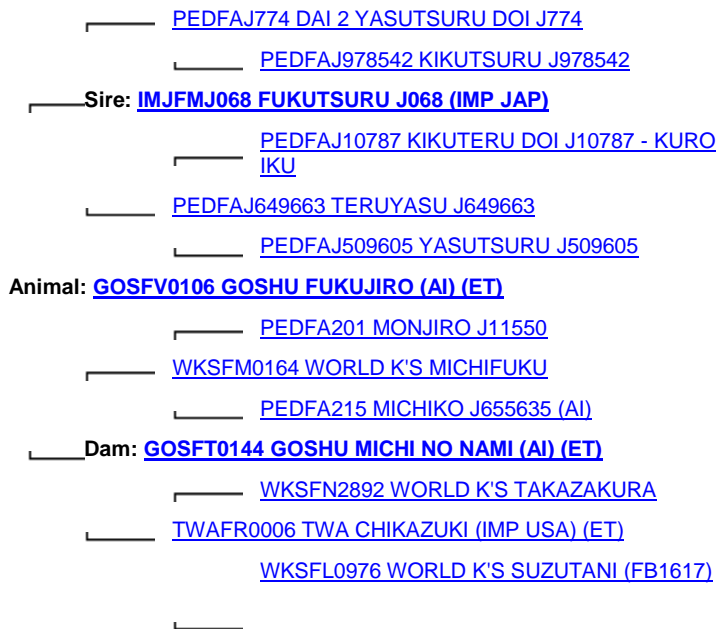 PEDFAJ774 DAI 2 YASUTSURU DOI J774
PEDFAJ978542 KIKUTSURU J978542
Sire: IMJFMJ068 FUKUTSURU J068 (IMP JAP)
PEDFAJ10787 KIKUTERU DOI J10787 - KURO
IKU
PEDFAJ649663 TERUYASU J649663
PEDFAJ509605 YASUTSURU J509605
Animal: GOSFV0106 GOSHU FUKUJIRO (AI) (ET)
PEDFA201 MONJIRO J11550
WKSFM0164 WORLD K'S MICHIFUKU
PEDFA215 MICHIKO J655635 (AI)
Dam: GOSFT0144 GOSHU MICHI NO NAMI (AI) (ET)
WKSFN2892 WORLD K'S TAKAZAKURA
TWAFR0006 TWA CHIKAZUKI (IMP USA) (ET)
WKSFL0976 WORLD K'S SUZUTANI (FB1617)